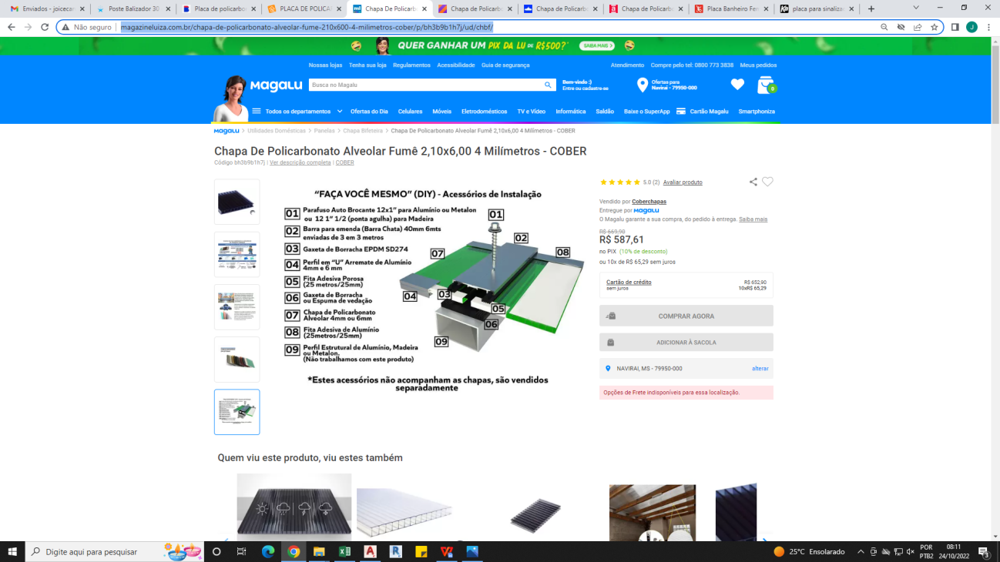 Enviados - joicecar
Poste Balizador 30
Placa de policarbon
PLACA DE POLICAR
Chapa De Policarbo
Chapa de Policarbo
Chapa de Policarbo
Chapa de Policarbo
Placa Banheiro Fen
placa para sinaliza
Não seguro
magazineluiza.com.br/chapa-de-policarbonato-alveolar-fume-210x600-4-milimetros-cober/p/bh3b9b1h7j/ud/chbf/
QUER GANHAR UM PIX DA LU DE R$500?*
SAIBA MAIS
Nossas lojas Tenha sua loja Regulamentos Acessibilidade Guia de segurança
Atendimento Compre pelo tel: 0800 773 3838 Meus pedidos
Magalu
Busca no Magalu
Bem-vindo :)
Entre ou cadastre-se
Ofertas para
Navirai - 79950-000
0
Todos os departamentos Ofertas do Dia Celulares Móveis Eletrodomésticos TV e Vídeo Informática Saldão Baixe o SuperApp Cartão Magalu Smartphoniza
Magalu > Utilidades Domésticas > Panelas > Chapa Bifeteira > Chapa De Policarbonato Alveolar Fumê 2,10x6,00 4 Milímetros - COBER
Chapa De Policarbonato Alveolar Fumê 2,10x6,00 4 Milímetros - COBER
Código bh3b9b1h7j | Ver descrição completa | COBER
“FAÇA VOCÊ MESMO” (DIY) - Acessórios de Instalação
01 Parafuso Auto Brocante 12x1” para Alumínio ou Metalon
ou 12 1” 1/2 (ponta agulha) para Madeira
02 Barra para emenda (Barra Chata) 40mm 6mts
enviadas de 3 em 3 metros
03 Gaxeta de Borracha EPDM SD274
04 Perfil em “U” Arremate de Alumínio
4mm e 6 mm
05 Fita Adesiva Porosa
(25 metros/25mm)
06 Gaxeta de Borracha
ou Espuma de vedação
07 Chapa de Policarbonato
Alveolar 4mm ou 6mm
08 Fita Adesiva de Alumínio
(25metros/25mm)
09 Perfil Estrutural de Alumínio, Madeira
ou Metalon.
(Não trabalhamos com este produto)
01
02
07
08
04
03
05
06
09
*Estes acessórios não acompanham as chapas, são vendidos
separadamente
5.0 (2) Avaliar produto
Vendido por Coberchapas
Entregue por Magalu
O Magalu garante a sua compra, do pedido à entrega. Saiba mais
R$ 669,90
R$ 587,61
no PIX (10% de desconto)
ou 10x de R$ 65,29 sem juros
Cartão de crédito R$ 652,90
sem juros 10xR$ 65,29
COMPRAR AGORA
ADICIONAR À SACOLA
NAVIRAI, MS - 79950-000 alterar
Opções de Frete indisponíveis para essa localização.
Quem viu este produto, viu estes também
Digite aqui para pesquisar
25°C Ensolarado
POR
PTB2
08:11
24/10/2022
3